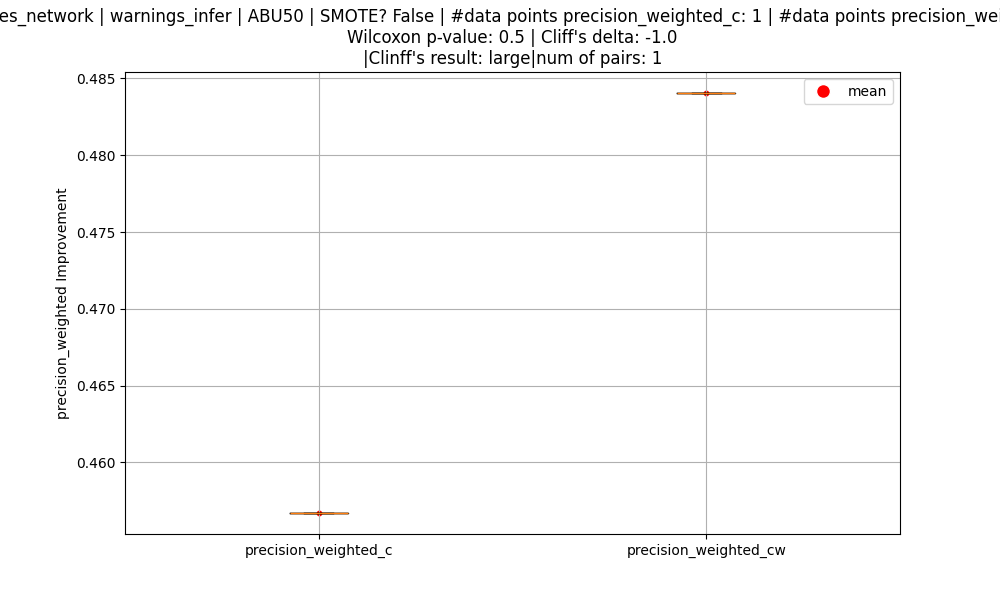 es_network | warnings_infer | ABU50 | SMOTE? False | #data points precision_weighted_c: 1 | #data points precision_wei
Wilcoxon p-value: 0.5 | Cliff's delta: -1.0
|Clinff's result: large|num of pairs: 1
mean
precision_weighted Improvement
0.485
0.480
0.475
0.470
0.465
0.460
precision_weighted_c
precision_weighted_cw